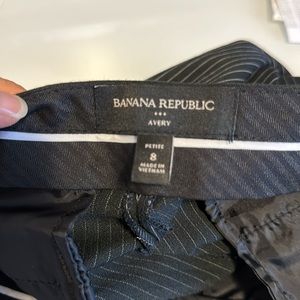 BANANA REPUBLIC
AVERY
PETITE
8
MADE IN
VIETNAM